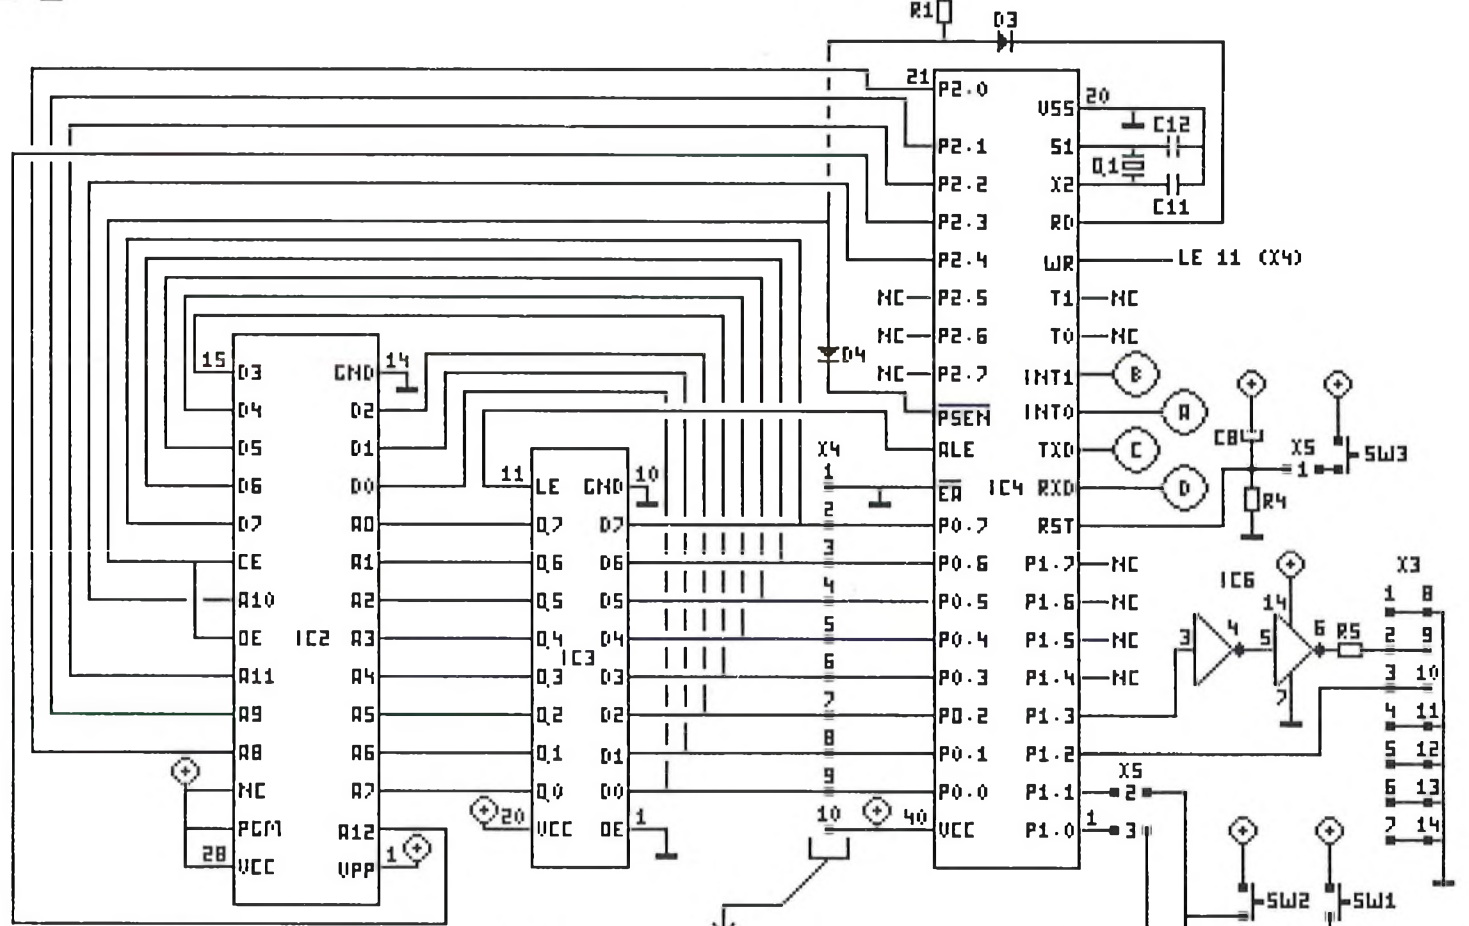 R1
D3
21
P2.0
VSS
20
C12
P2.1
S1
Q1
P2.2
X2
C11
P2.3
RD
P2.4
WR
LE 11 (X4)
NC
P2.5
T1
NC
NC
P2.6
T0
NC
D4
NC
P2.7
INT1
B
PSEN
INT0
A
ALE
TXD
C
EA
IC4
RXD
D
P0.7
RST
P0.6
P1.7
NC
P0.5
P1.6
NC
P0.4
P1.5
NC
P0.3
P1.4
NC
P0.2
P1.3
P0.1
P1.2
P0.0
P1.1
40
VCC
P1.0
1
15
D3
GND
14
D4
D2
D5
D1
D6
D0
D7
A0
CE
A1
A10
A2
OE
IC2
A3
A11
A4
A9
A5
A8
A6
NC
A7
PGM
A12
28
VCC
VPP
1
11
LE
GND
10
Q7
D7
Q6
D6
Q5
D5
Q4
D4
IC3
Q3
D3
Q2
D2
Q1
D1
Q0
D0
20
VCC
OE
1
X4
1
2
3
4
5
6
7
8
9
10
C8
X5
1
SW3
R4
IC6
14
3
4
5
6
R5
7
X3
1 8
2 9
3 10
4 11
5 12
6 13
7 14
X5
2
3
SW2
SW1